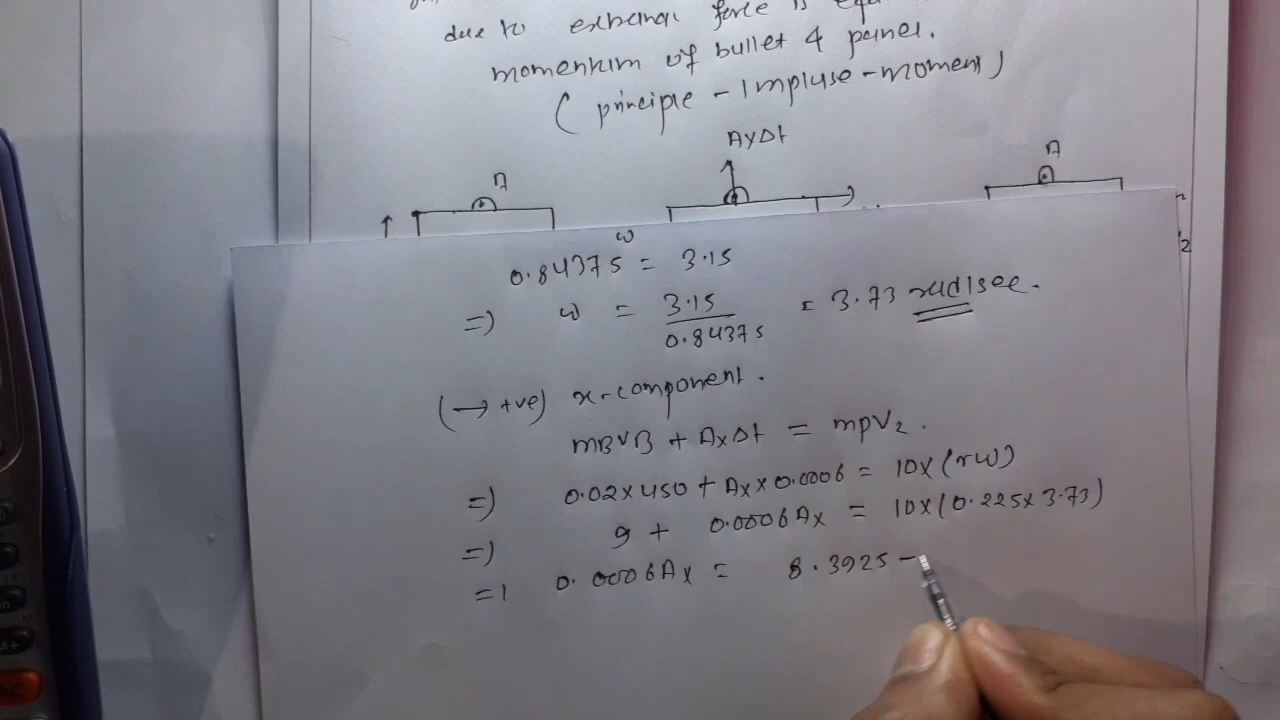 due to external force is
momentum of bullet & panel.
(principle - Impluse - moment)
AyΔt
A
A
ω
0.84375 = 3.15
=) ω = 3.15 / 0.84375 = 3.73 rad/sec.
(→ +ve) x-component.
mBVB + AxΔt = mpV2.
=) 0.02×450 + Ax×0.0006 = 10×(rω)
=) 9 + 0.0006Ax = 10×(0.225×3.73)
=) 0.0006Ax = 8.3925 -